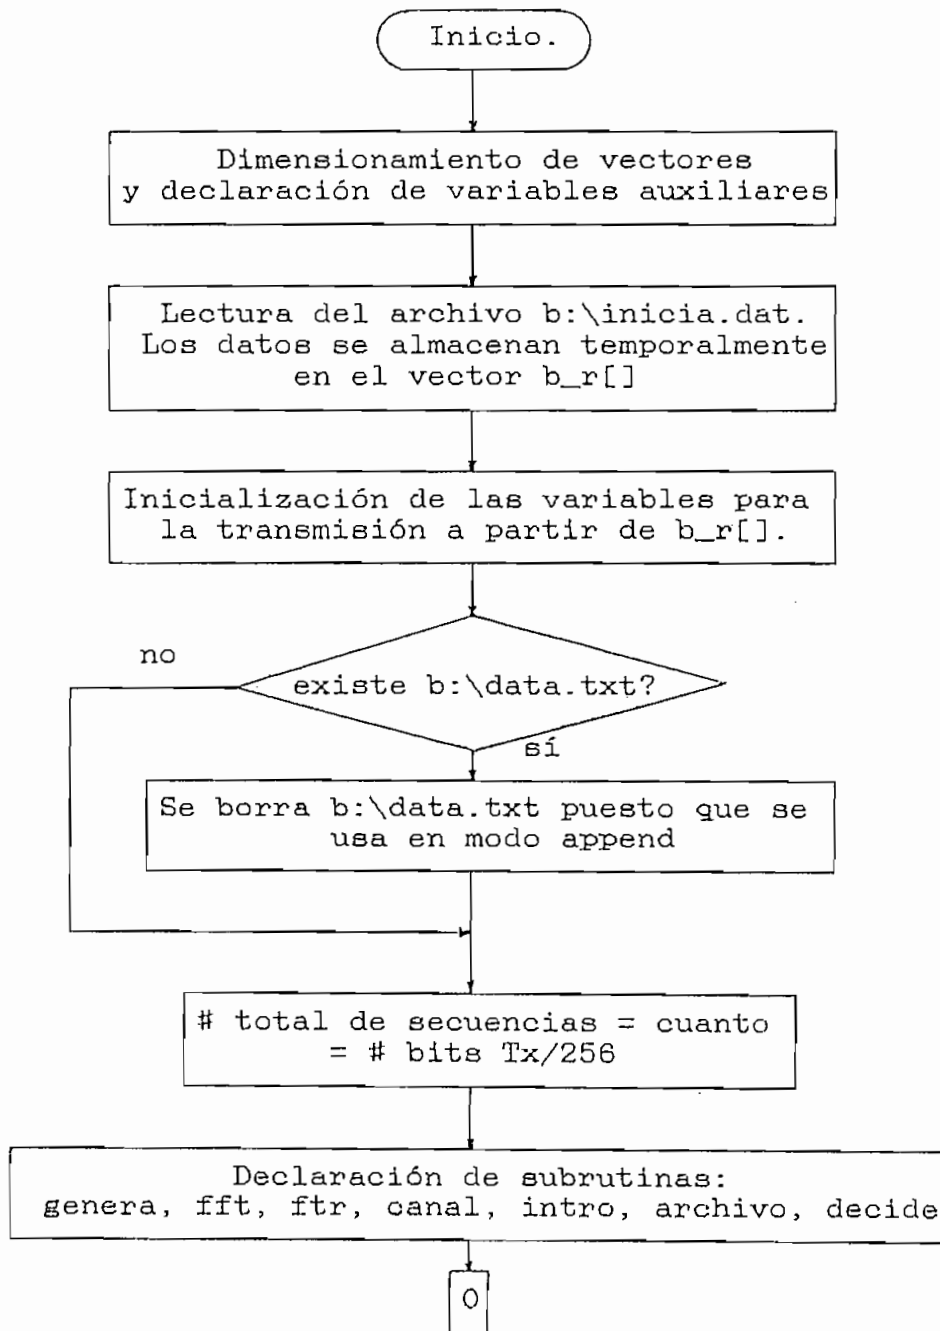 Inicio.
Dimensionamiento de vectores
y declaración de variables auxiliares
Lectura del archivo b:\inicia.dat.
Los datos se almacenan temporalmente
en el vector b_r[]
Inicialización de las variables para
la transmisión a partir de b_r[].
no
existe b:\data.txt?
sí
Se borra b:\data.txt puesto que se
usa en modo append
# total de secuencias = cuanto
= # bits Tx/256
Declaración de subrutinas:
genera, fft, ftr, canal, intro, archivo, decide
O